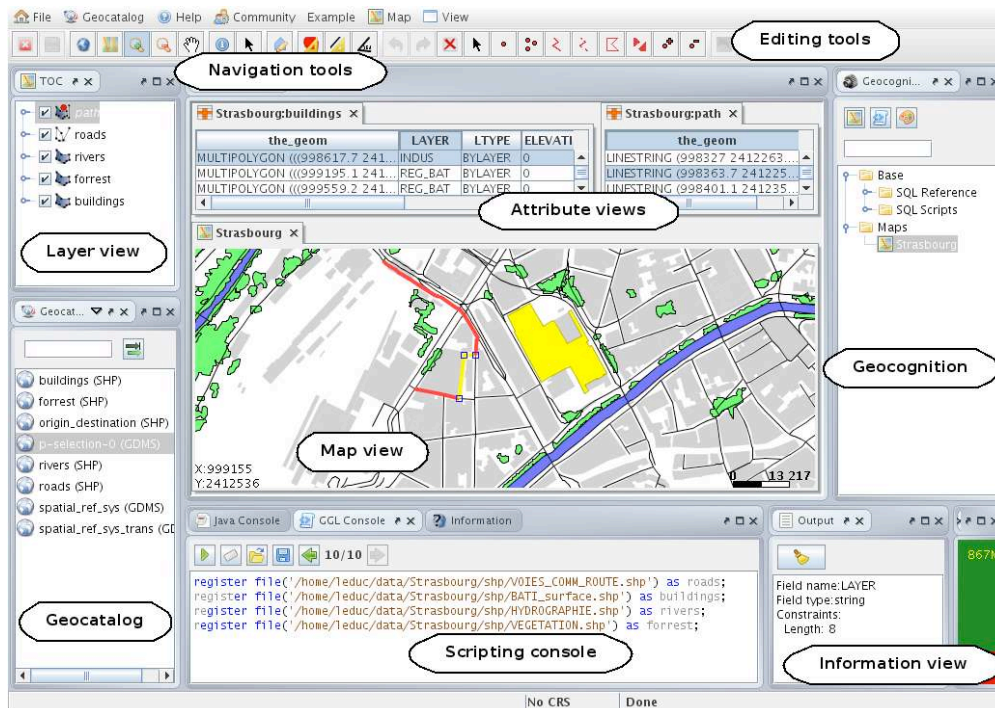 File Geocatalog Help Community Example Map View
Editing tools
Navigation tools
TOC
path
roads
rivers
forrest
buildings
Layer view
Strasbourg:buildings
the_geom LAYER LTYPE ELEVATI
MULTIPOLYGON (((998617.7 241... INDUS BYLAYER 0
MULTIPOLYGON (((999195.1 241... REG_BAT BYLAYER 0
MULTIPOLYGON (((999559.2 241... REG_BAT BYLAYER 0
Strasbourg:path
the_geom
LINESTRING (998327 2412263....
LINESTRING (998363.7 241225...
LINESTRING (998401.1 241235...
Attribute views
Strasbourg
Map view
X:999155
Y:2412536
0 13 217
Geocogni...
Base
SQL Reference
SQL Scripts
Maps
Strasbourg
Geocognition
Geocat...
buildings (SHP)
forrest (SHP)
origin_destination (SHP)
p-selection-0 (GDMS)
rivers (SHP)
roads (SHP)
spatial_ref_sys (GDMS)
spatial_ref_sys_trans (GD
Geocatalog
Java Console GGL Console Information
10/10
register file('/home/leduc/data/Strasbourg/shp/VOIES_COMM_ROUTE.shp') as roads;
register file('/home/leduc/data/Strasbourg/shp/BATI_surface.shp') as buildings;
register file('/home/leduc/data/Strasbourg/shp/HYDROGRAPHIE.shp') as rivers;
register file('/home/leduc/data/Strasbourg/shp/VEGETATION.shp') as forrest;
Scripting console
Output
Field name:LAYER
Field type:string
Constraints:
Length: 8
Information view
867M
No CRS Done